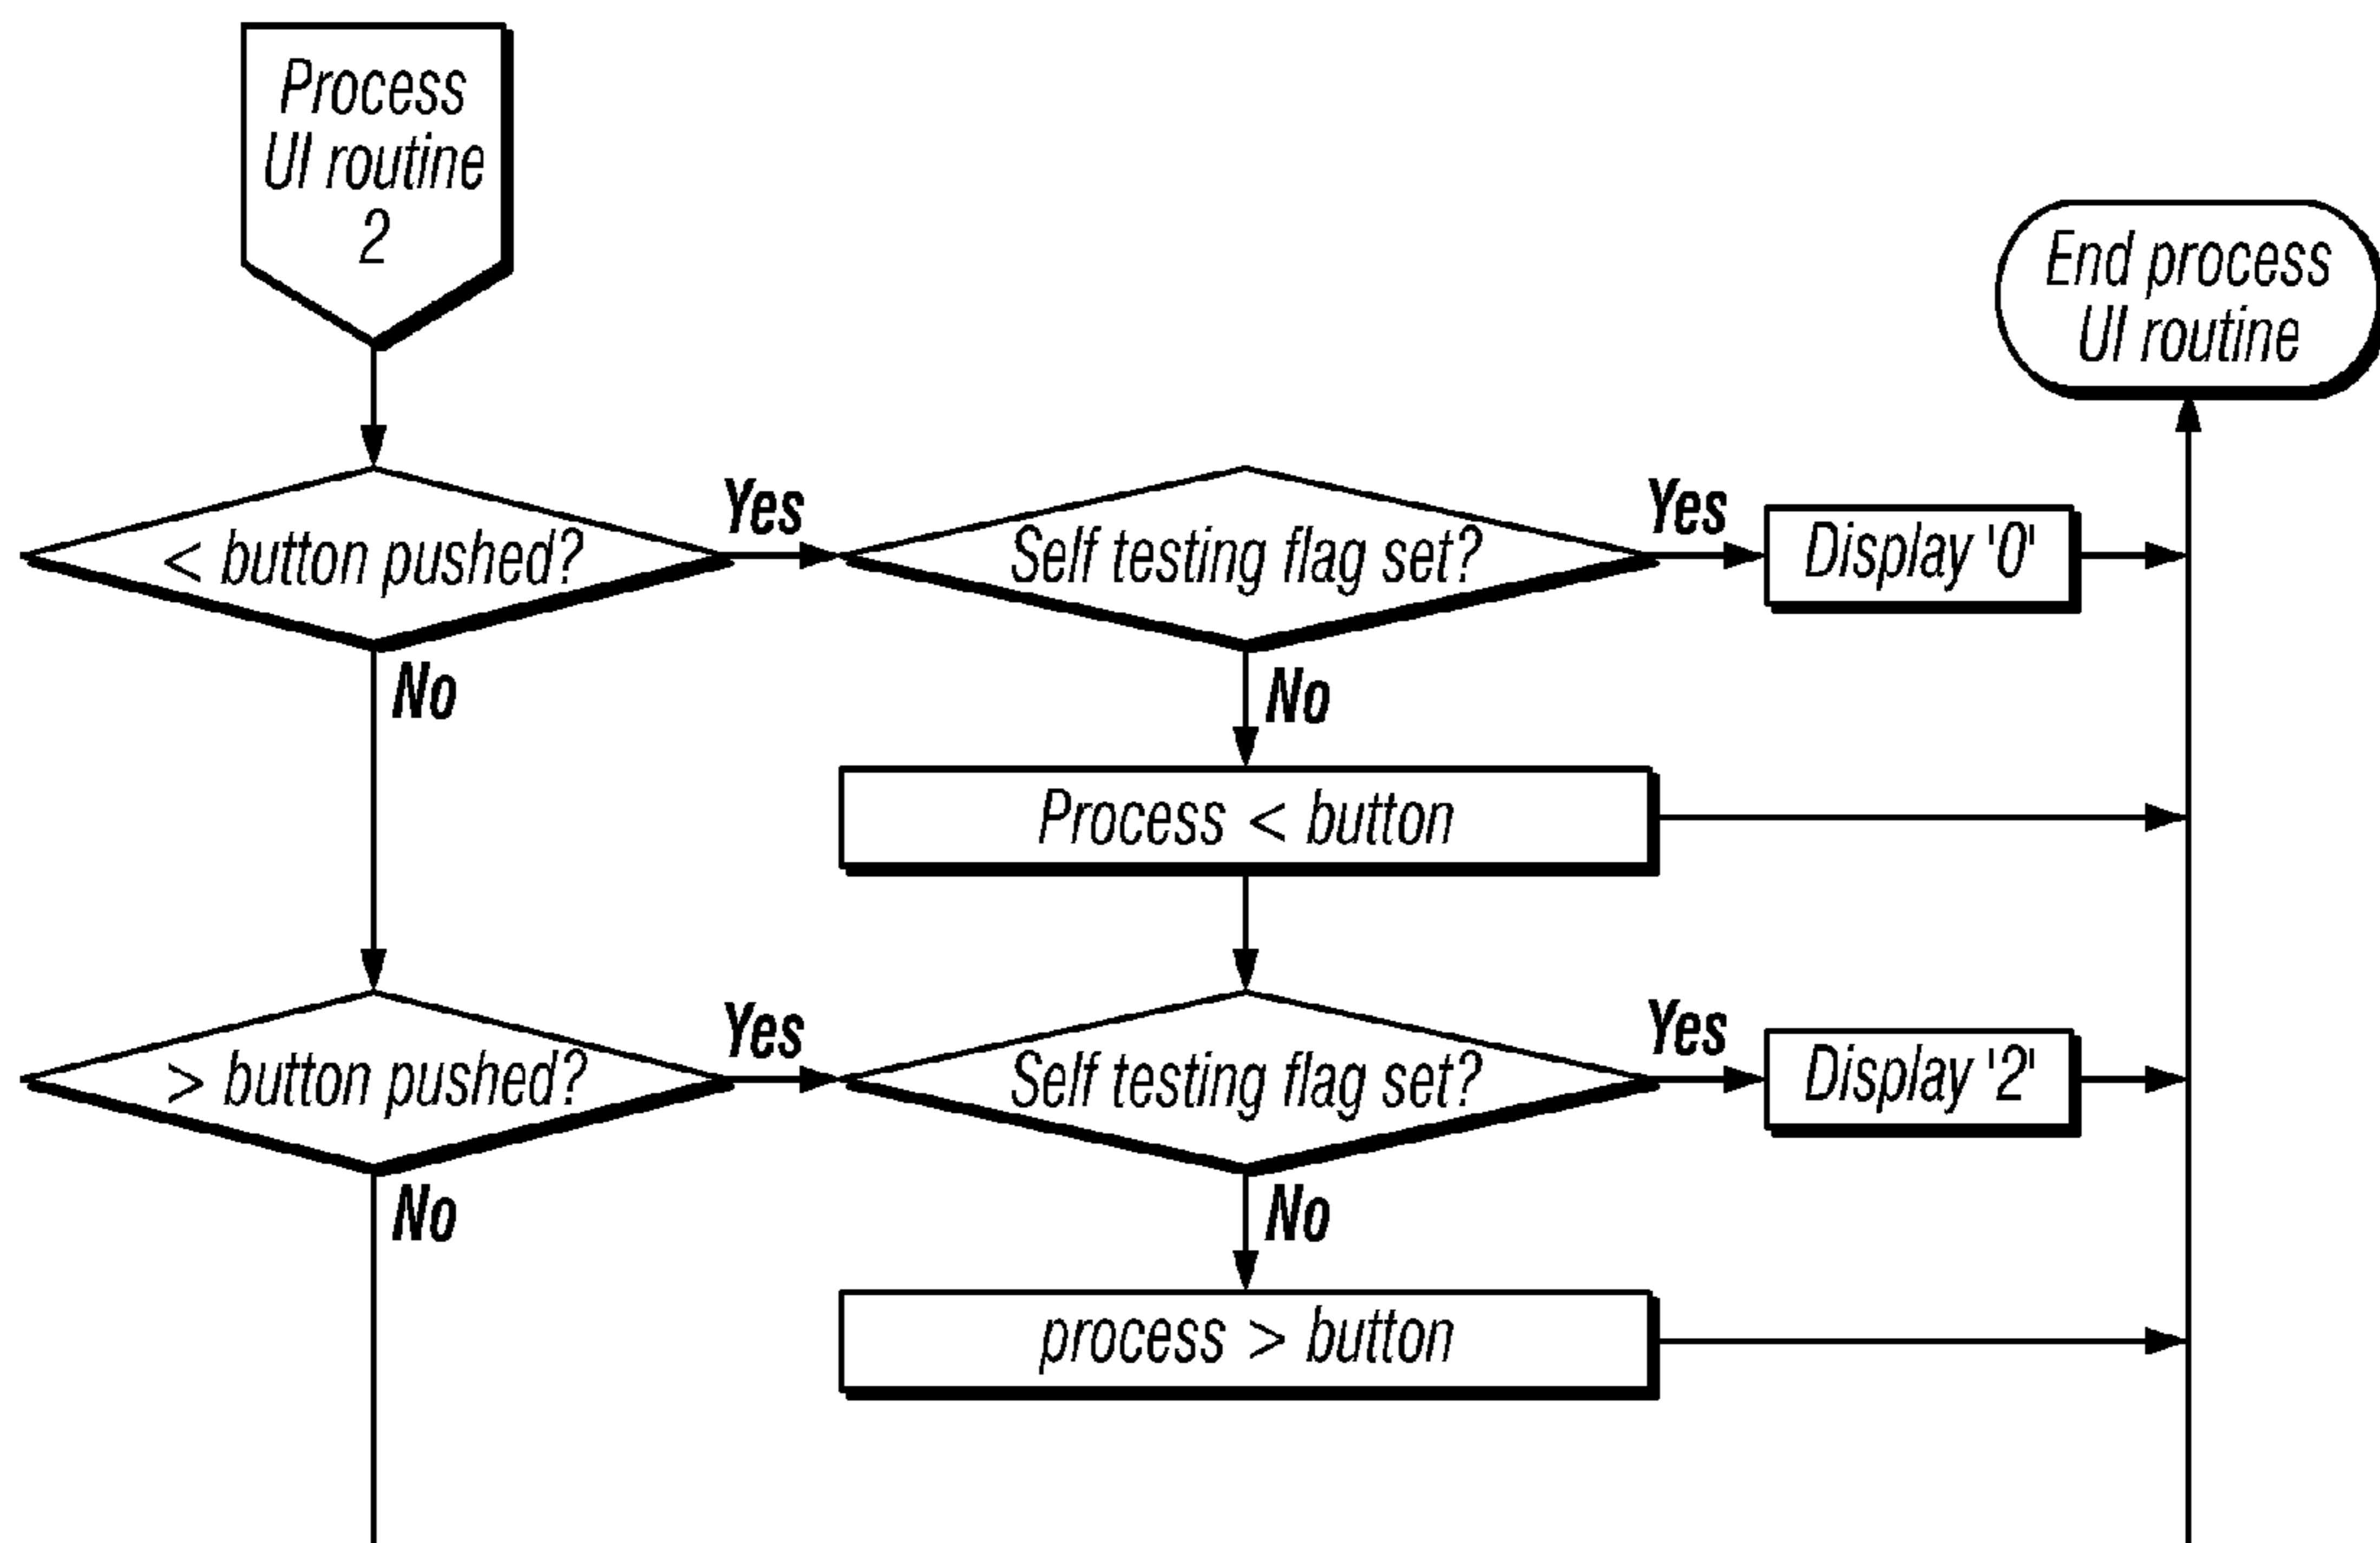 Process
UI routine
2
End process
UI routine
< button pushed?
Yes
Self testing flag set?
Yes
Display '0'
No
No
Process < button
> button pushed?
Yes
Self testing flag set?
Yes
Display '2'
No
No
process > button